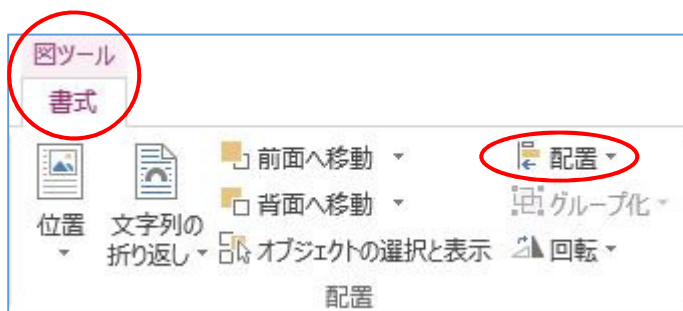 図ツール
書式
位置
文字列の
折り返し
前面へ移動
背面へ移動
オブジェクトの選択と表示
配置
グループ化
回転
配置